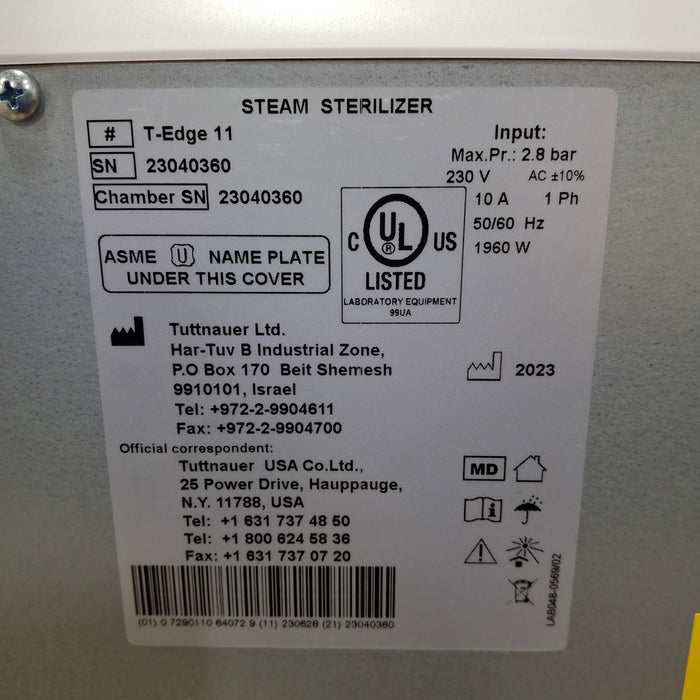 STEAM STERILIZER
# T-Edge 11
SN 23040360
Chamber SN 23040360
Input:
Max.Pr.: 2.8 bar
230 V AC ±10%
10 A 1 Ph
50/60 Hz
1960 W
ASME U NAME PLATE
UNDER THIS COVER
C UL ® US
LISTED
LABORATORY EQUIPMENT
99UA
Tuttnauer Ltd.
Har-Tuv B Industrial Zone,
P.O Box 170 Beit Shemesh
9910101, Israel
Tel: +972-2-9904611
Fax: +972-2-9904700
2023
Official correspondent:
Tuttnauer USA Co.Ltd.,
25 Power Drive, Hauppauge,
N.Y. 11788, USA
Tel: +1 631 737 48 50
Tel: +1 800 624 58 36
Fax: +1 631 737 07 20
MD
i
LAB048-0569/02
(01) 0 7290110 64072 9 (11) 230628 (21) 23040360